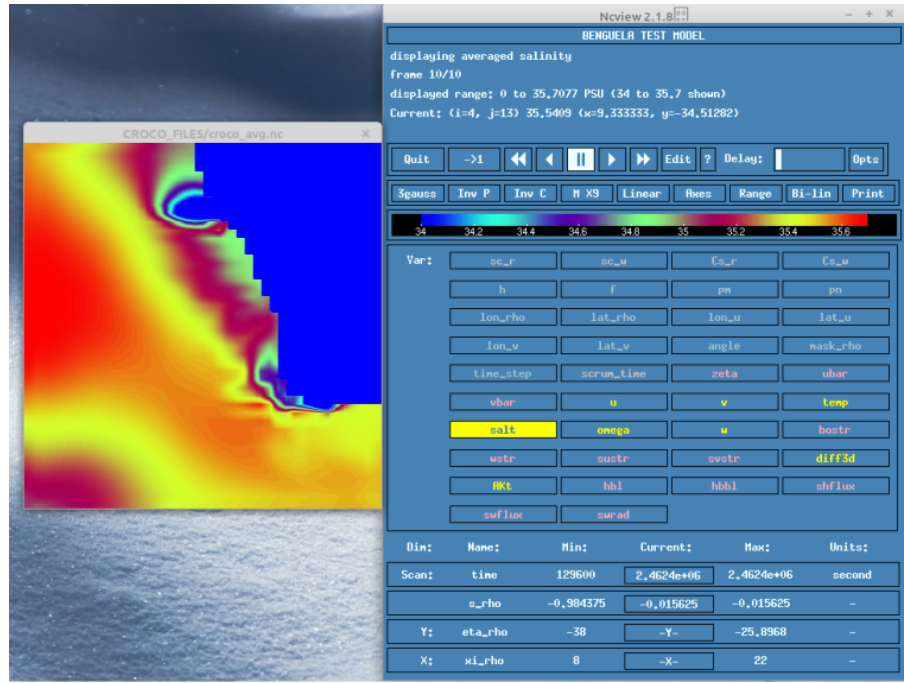 Ncview 2.1.8
BENGUELA TEST MODEL
displaying averaged salinity
frame 10/10
displayed range: 0 to 35.7077 PSU (34 to 35.7 shown)
Current: (i=4, j=13) 35.5409 (x=9.333333, y=-34.51282)
CROCO_FILES/croco_avg.nc
Quit ->1 Edit ? Delay: Opts
3gauss Inv P Inv C M X9 Linear Axes Range Bi-lin Print
34 34.2 34.4 34.6 34.8 35 35.2 35.4 35.6
Var: sc_r sc_w Cs_r Cs_w
h f pm pn
lon_rho lat_rho lon_u lat_u
lon_v lat_v angle mask_rho
time_step scrum_time zeta ubar
vbar u v temp
salt omega w bostr
wstr sustr svstr diff3d
AKt hbl hbbl shflux
swflux swrad
Dim: Name: Min: Current: Max: Units:
Scan: time 129600 2.4624e+06 2.4624e+06 second
s_rho -0.984375 -0.015625 -0.015625 -
Y: eta_rho -38 -Y- -25.8968 -
X: xi_rho 8 -X- 22 -